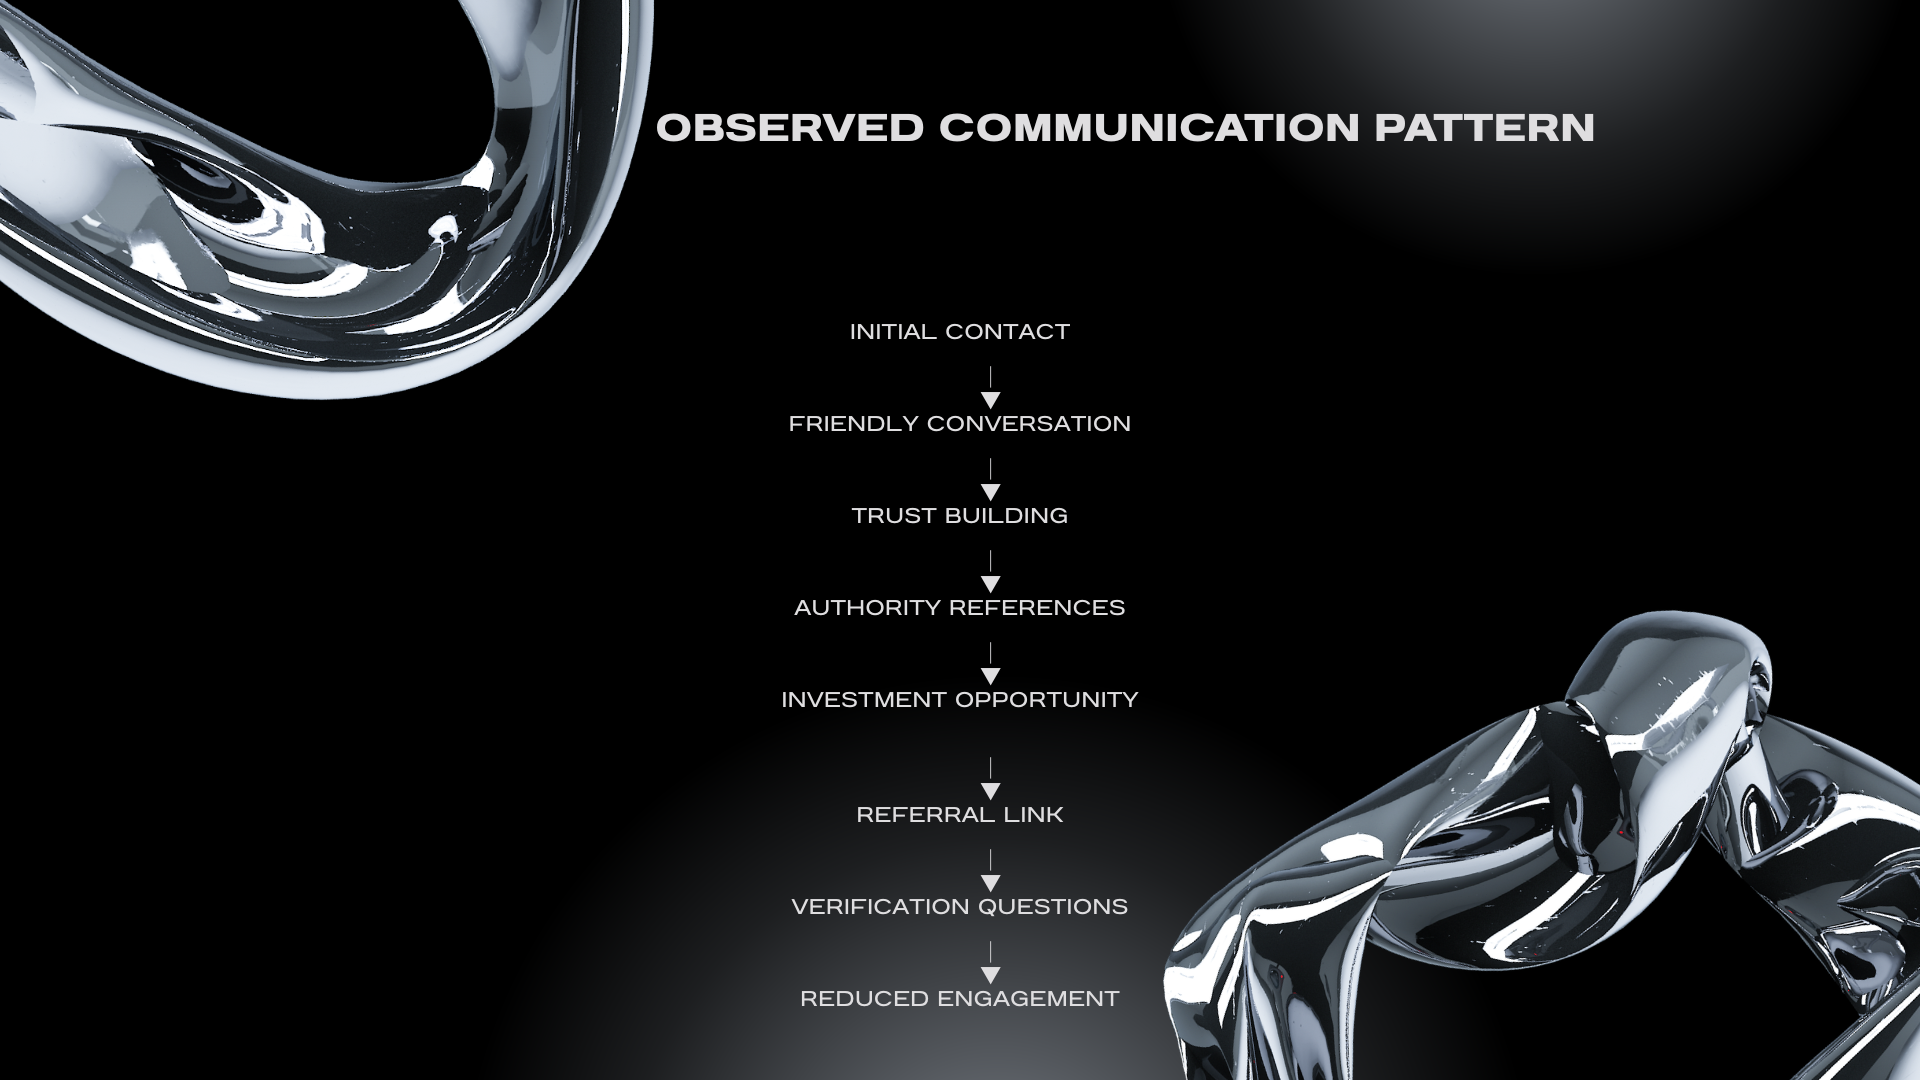 OBSERVED COMMUNICATION PATTERN
INITIAL CONTACT
FRIENDLY CONVERSATION
TRUST BUILDING
AUTHORITY REFERENCES
INVESTMENT OPPORTUNITY
REFERRAL LINK
VERIFICATION QUESTIONS
REDUCED ENGAGEMENT